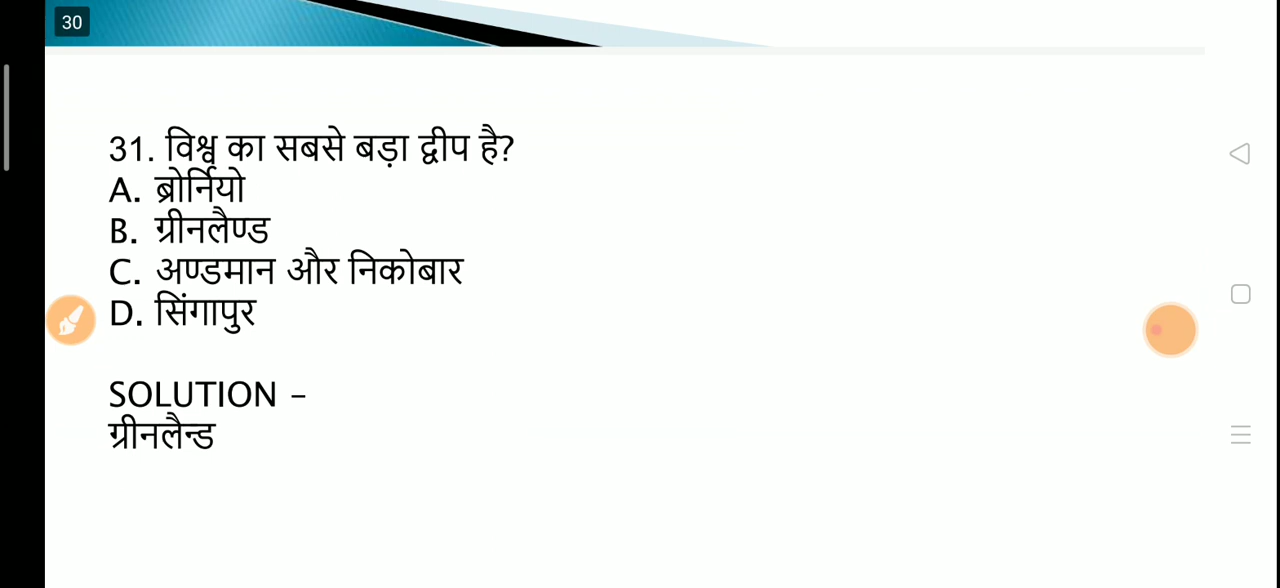 30
31. विश्व का सबसे बड़ा द्वीप है?
A. ब्रोर्नियो
B. ग्रीनलैण्ड
C. अण्डमान और निकोबार
D. सिंगापुर
SOLUTION –
ग्रीनलैन्ड